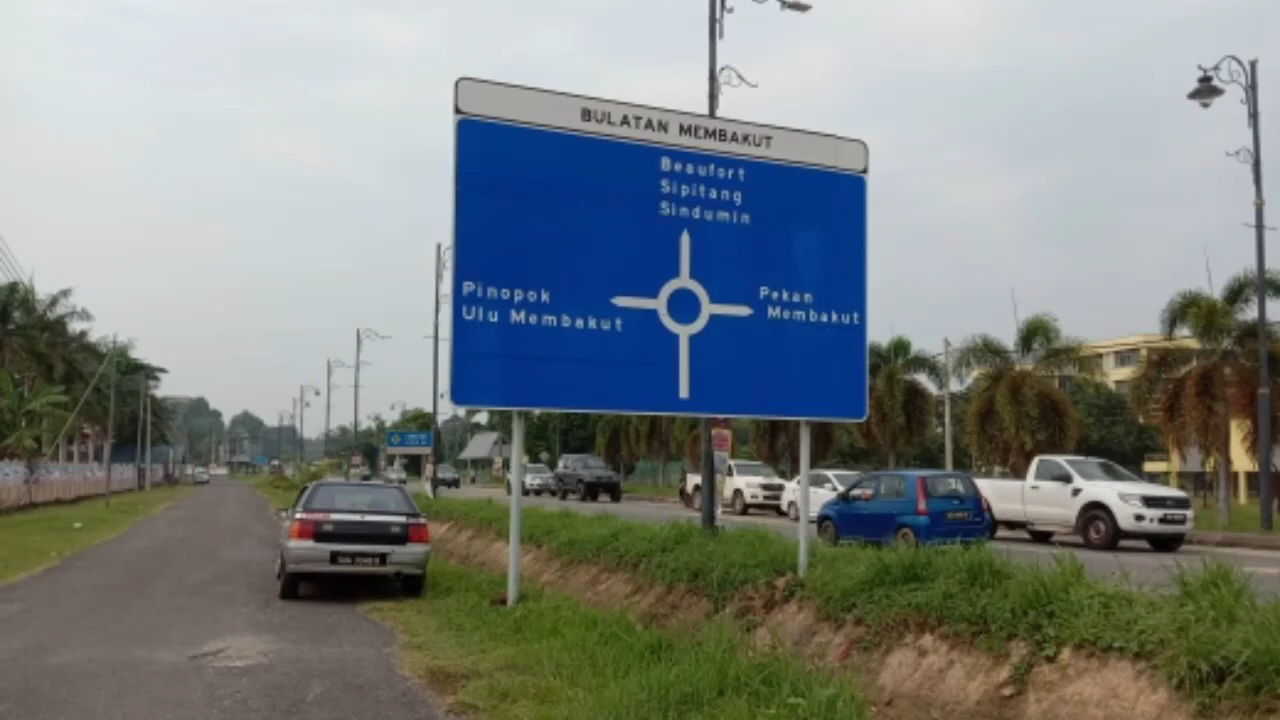 BULATAN MEMBAKUT
Beaufort
Sipitang
Sindumin
Pinopok
Ulu Membakut
Pekan
Membakut